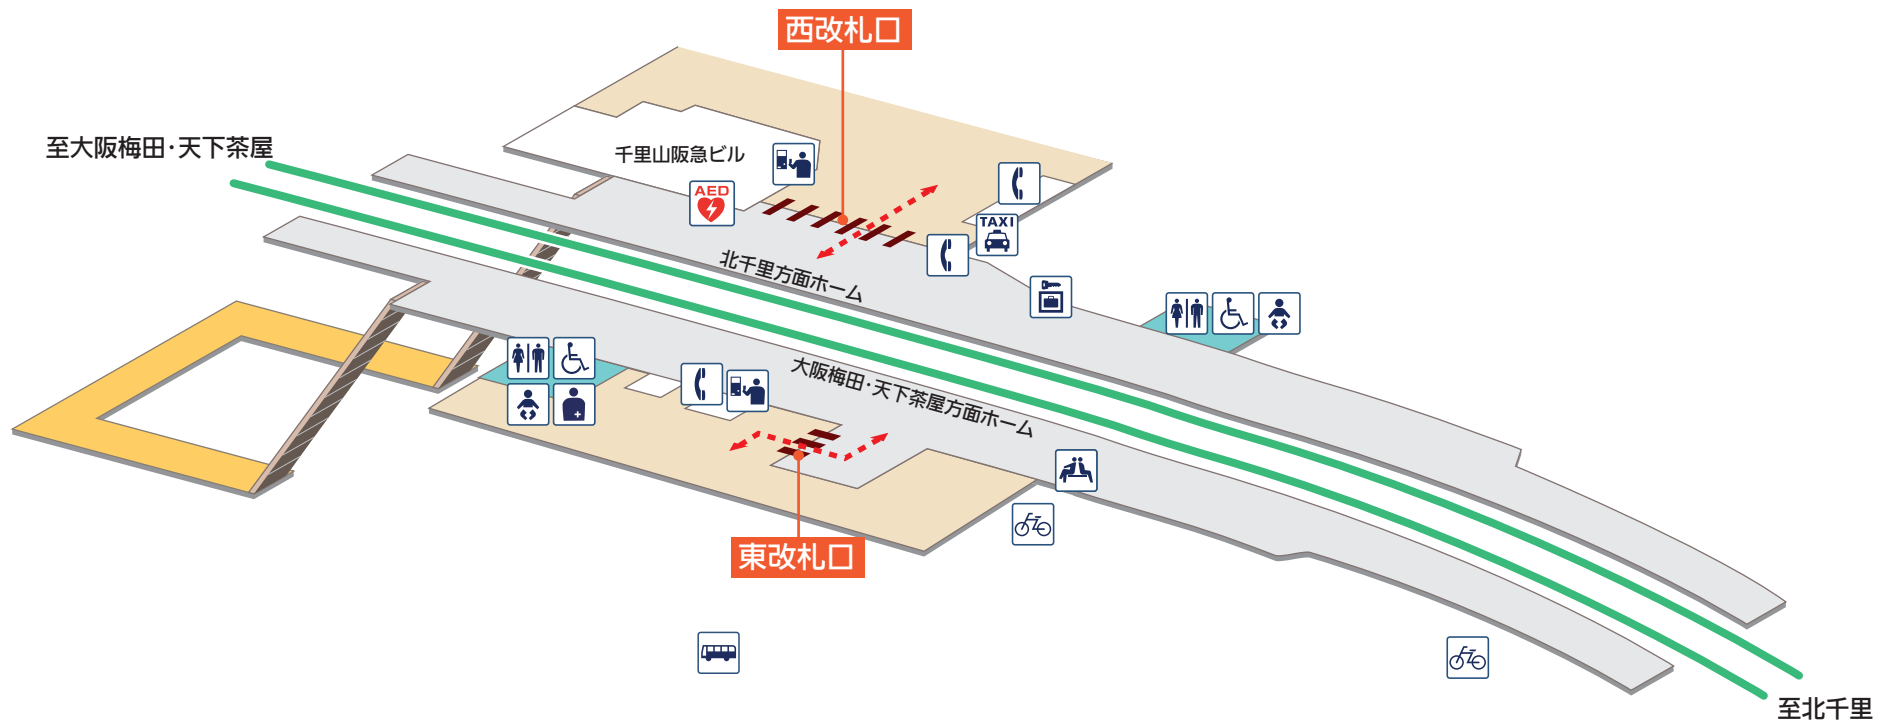 西改札口
至大阪梅田・天下茶屋
千里山阪急ビル
AED
TAXI
北千里方面ホーム
大阪梅田・天下茶屋方面ホーム
東改札口
至北千里